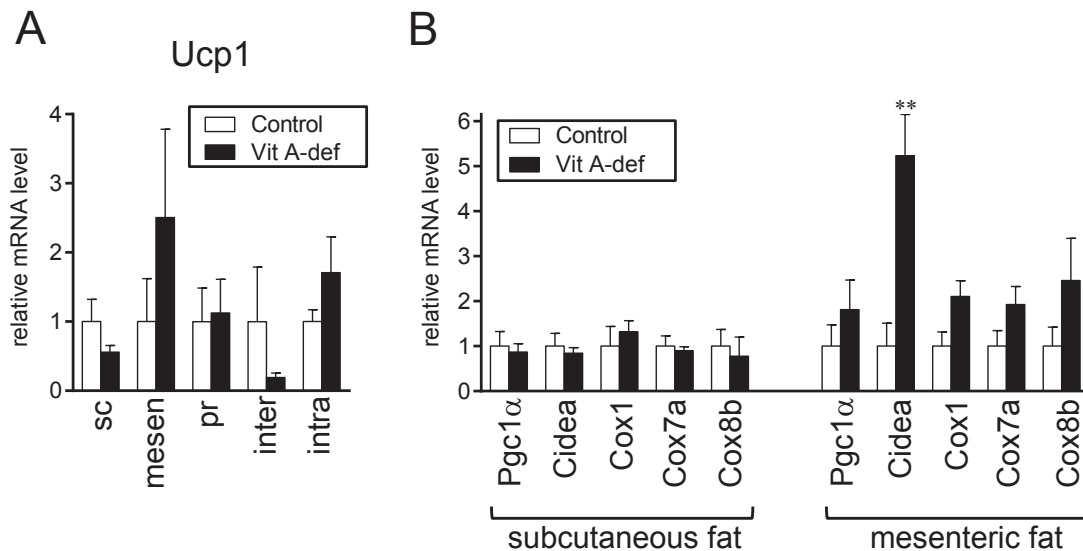 A
Ucp1
relative mRNA level
4
3
2
1
0
Control
Vit A-def
sc
mesen
pr
inter
intra
B
relative mRNA level
6
5
4
3
2
1
0
Control
Vit A-def
**
Pgc1α
Cidea
Cox1
Cox7a
Cox8b
subcutaneous fat
Pgc1α
Cidea
Cox1
Cox7a
Cox8b
mesenteric fat